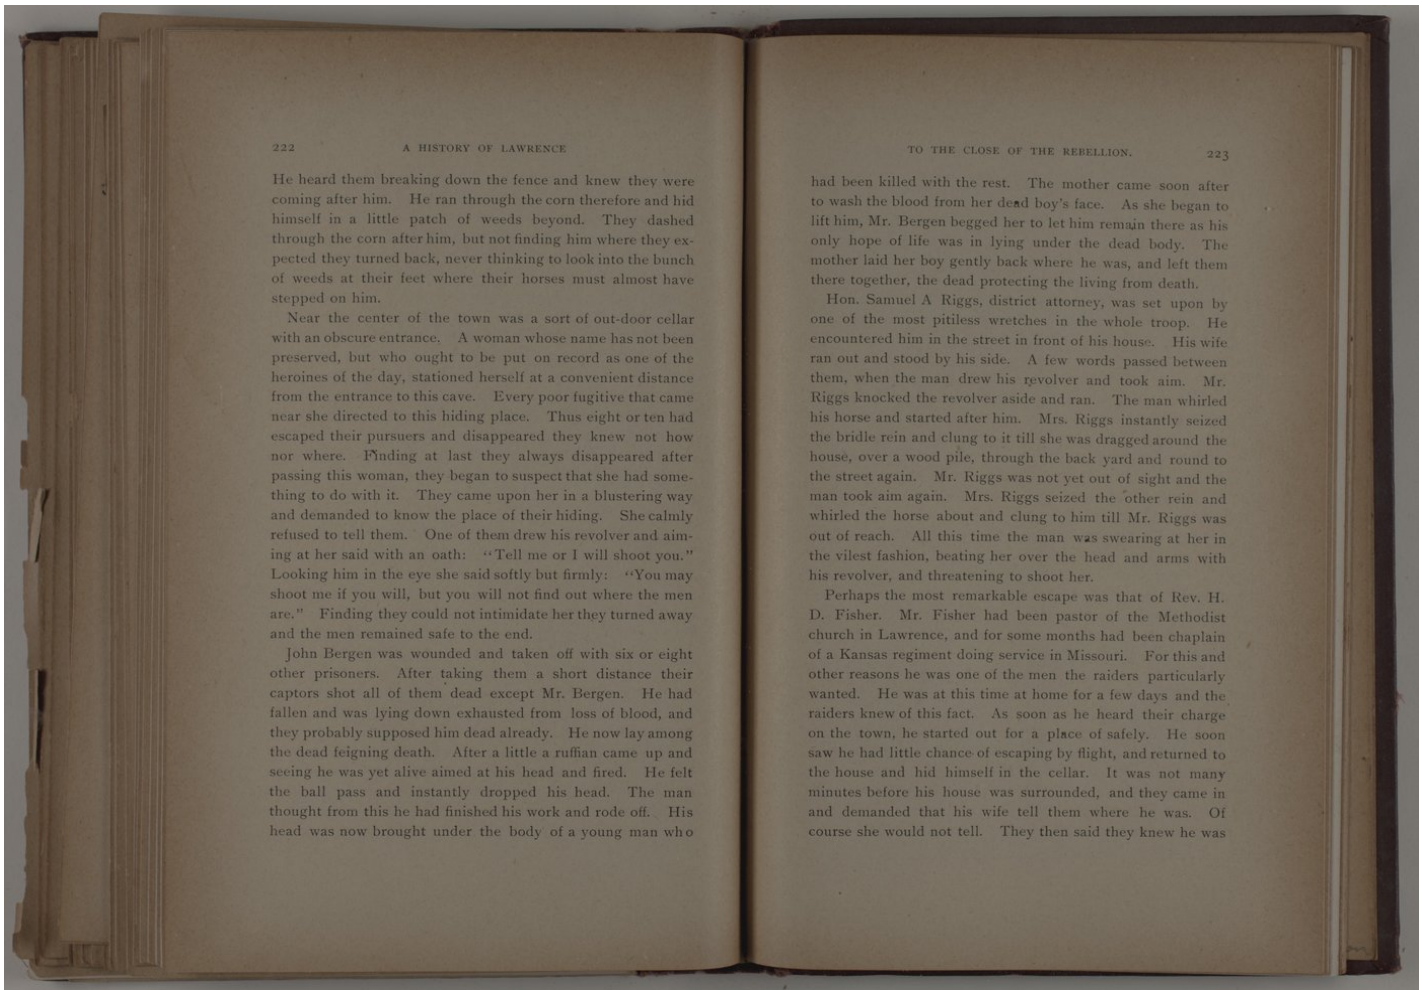 222 A HISTORY OF LAWRENCE
He heard them breaking down the fence and knew they were
coming after him. He ran through the corn therefore and hid
himself in a little patch of weeds beyond. They dashed
through the corn after him, but not finding him where they ex-
pected they turned back, never thinking to look into the bunch
of weeds at their feet where their horses must almost have
stepped on him.
Near the center of the town was a sort of out-door cellar
with an obscure entrance. A woman whose name has not been
preserved, but who ought to be put on record as one of the
heroines of the day, stationed herself at a convenient distance
from the entrance to this cave. Every poor fugitive that came
near she directed to this hiding place. Thus eight or ten had
escaped their pursuers and disappeared they knew not how
nor where. Finding at last they always disappeared after
passing this woman, they began to suspect that she had some-
thing to do with it. They came upon her in a blustering way
and demanded to know the place of their hiding. She calmly
refused to tell them. One of them drew his revolver and aim-
ing at her said with an oath: "Tell me or I will shoot you."
Looking him in the eye she said softly but firmly: "You may
shoot me if you will, but you will not find out where the men
are." Finding they could not intimidate her they turned away
and the men remained safe to the end.
John Bergen was wounded and taken off with six or eight
other prisoners. After taking them a short distance their
captors shot all of them dead except Mr. Bergen. He had
fallen and was lying down exhausted from loss of blood, and
they probably supposed him dead already. He now lay among
the dead feigning death. After a little a ruffian came up and
seeing he was yet alive aimed at his head and fired. He felt
the ball pass and instantly dropped his head. The man
thought from this he had finished his work and rode off. His
head was now brought under the body of a young man who
TO THE CLOSE OF THE REBELLION. 223
had been killed with the rest. The mother came soon after
to wash the blood from her dead boy's face. As she began to
lift him, Mr. Bergen begged her to let him remain there as his
only hope of life was in lying under the dead body. The
mother laid her boy gently back where he was, and left them
there together, the dead protecting the living from death.
Hon. Samuel A Riggs, district attorney, was set upon by
one of the most pitiless wretches in the whole troop. He
encountered him in the street in front of his house. His wife
ran out and stood by his side. A few words passed between
them, when the man drew his revolver and took aim. Mr.
Riggs knocked the revolver aside and ran. The man whirled
his horse and started after him. Mrs. Riggs instantly seized
the bridle rein and clung to it till she was dragged around the
house, over a wood pile, through the back yard and round to
the street again. Mr. Riggs was not yet out of sight and the
man took aim again. Mrs. Riggs seized the other rein and
whirled the horse about and clung to him till Mr. Riggs was
out of reach. All this time the man was swearing at her in
the vilest fashion, beating her over the head and arms with
his revolver, and threatening to shoot her.
Perhaps the most remarkable escape was that of Rev. H.
D. Fisher. Mr. Fisher had been pastor of the Methodist
church in Lawrence, and for some months had been chaplain
of a Kansas regiment doing service in Missouri. For this and
other reasons he was one of the men the raiders particularly
wanted. He was at this time at home for a few days and the
raiders knew of this fact. As soon as he heard their charge
on the town, he started out for a place of safely. He soon
saw he had little chance of escaping by flight, and returned to
the house and hid himself in the cellar. It was not many
minutes before his house was surrounded, and they came in
and demanded that his wife tell them where he was. Of
course she would not tell. They then said they knew he was